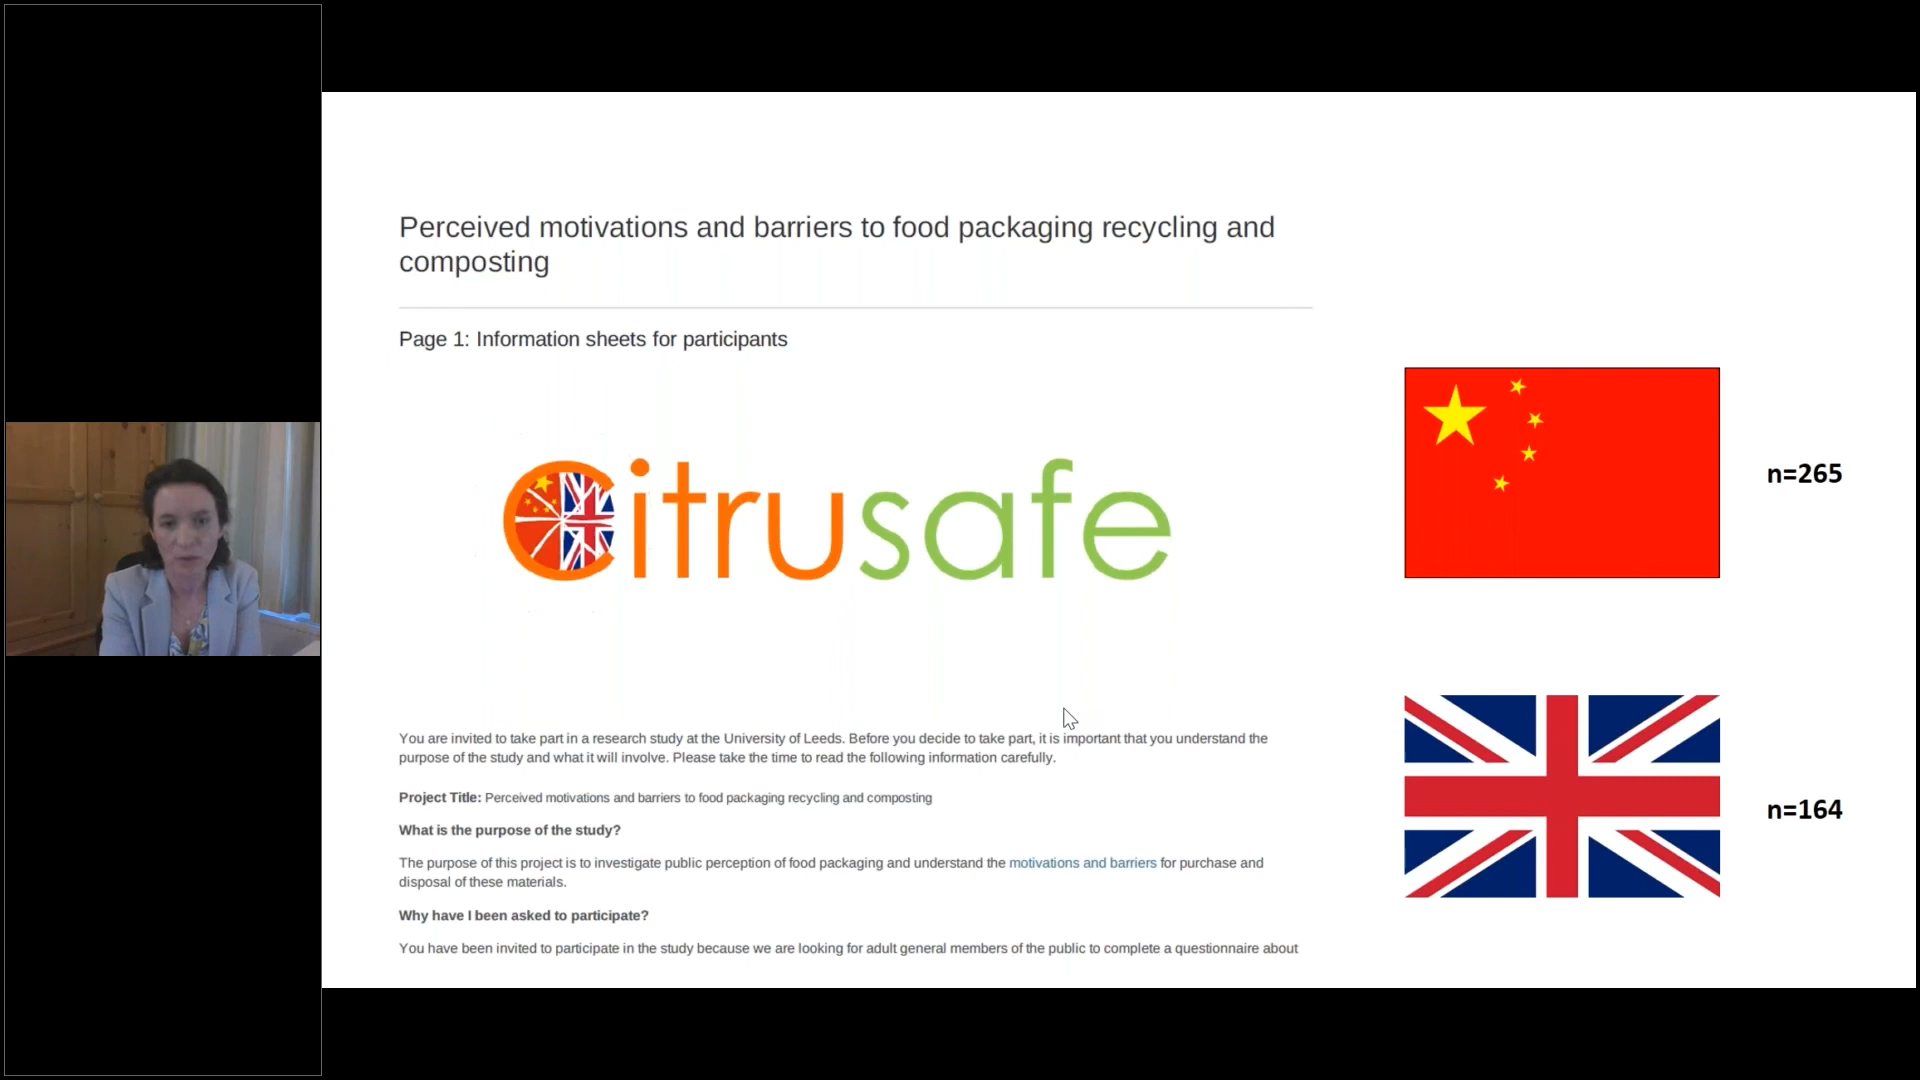 Perceived motivations and barriers to food packaging recycling and
composting
Page 1: Information sheets for participants
Citrusafe
n=265
n=164
You are invited to take part in a research study at the University of Leeds. Before you decide to take part, it is important that you understand the
purpose of the study and what it will involve. Please take the time to read the following information carefully.
Project Title: Perceived motivations and barriers to food packaging recycling and composting
What is the purpose of the study?
The purpose of this project is to investigate public perception of food packaging and understand the motivations and barriers for purchase and
disposal of these materials.
Why have I been asked to participate?
You have been invited to participate in the study because we are looking for adult general members of the public to complete a questionnaire about